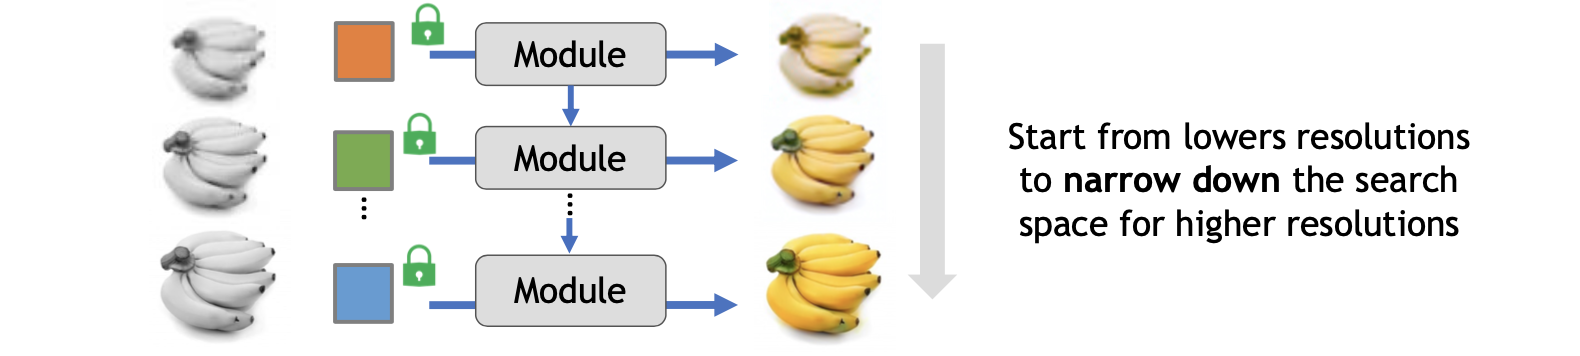 Module
Module
Module
Start from lowers resolutions
to narrow down the search
space for higher resolutions